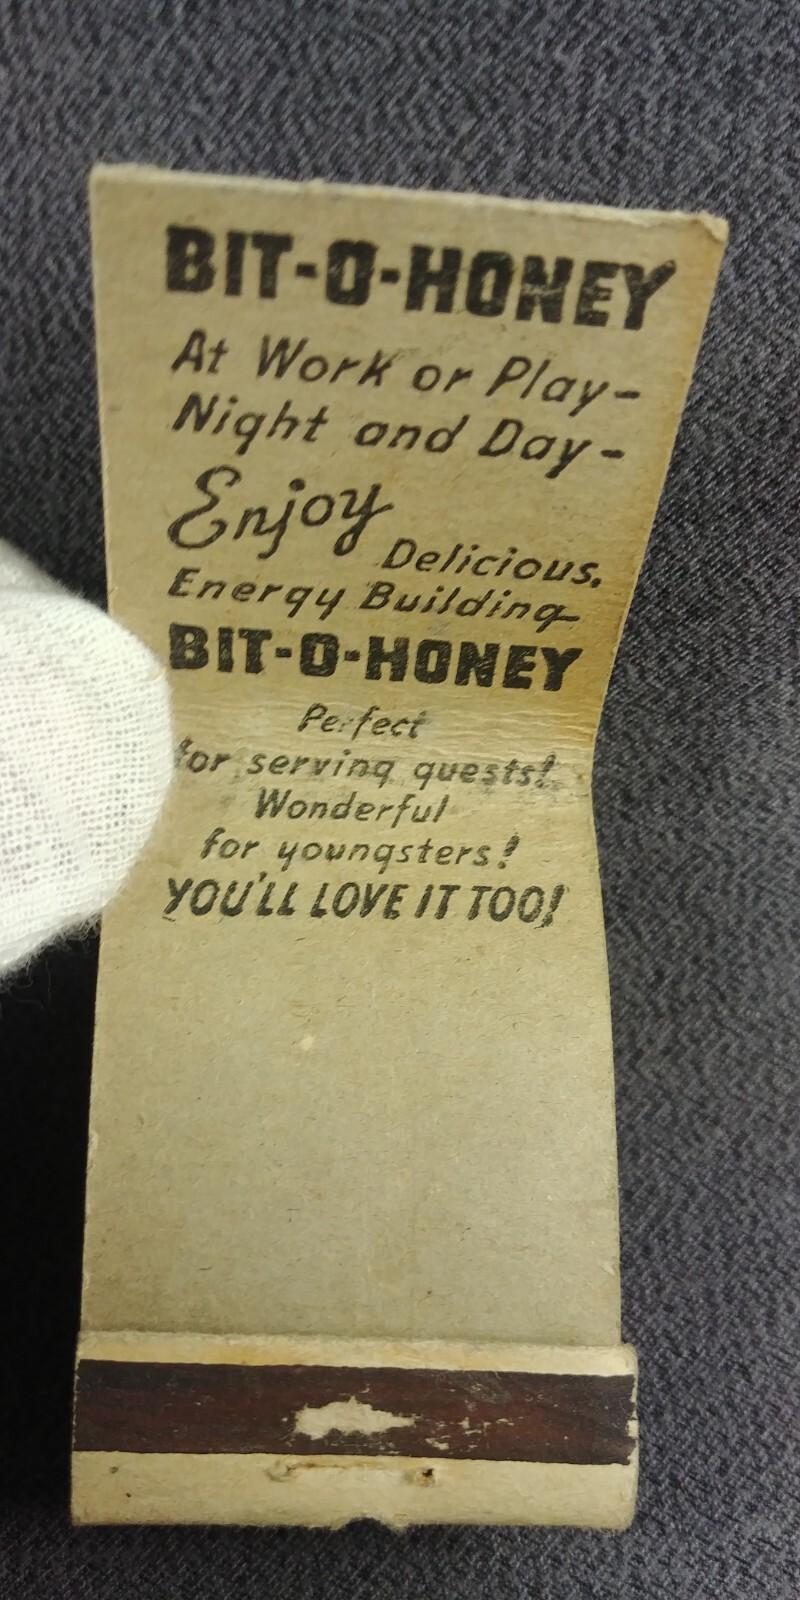 BIT-O-HONEY
At Work or Play-
Night and Day-
Enjoy
Delicious,
Energy Building
BIT-O-HONEY
Perfect
for serving guests!
Wonderful
for youngsters!
YOU'LL LOVE IT TOO!